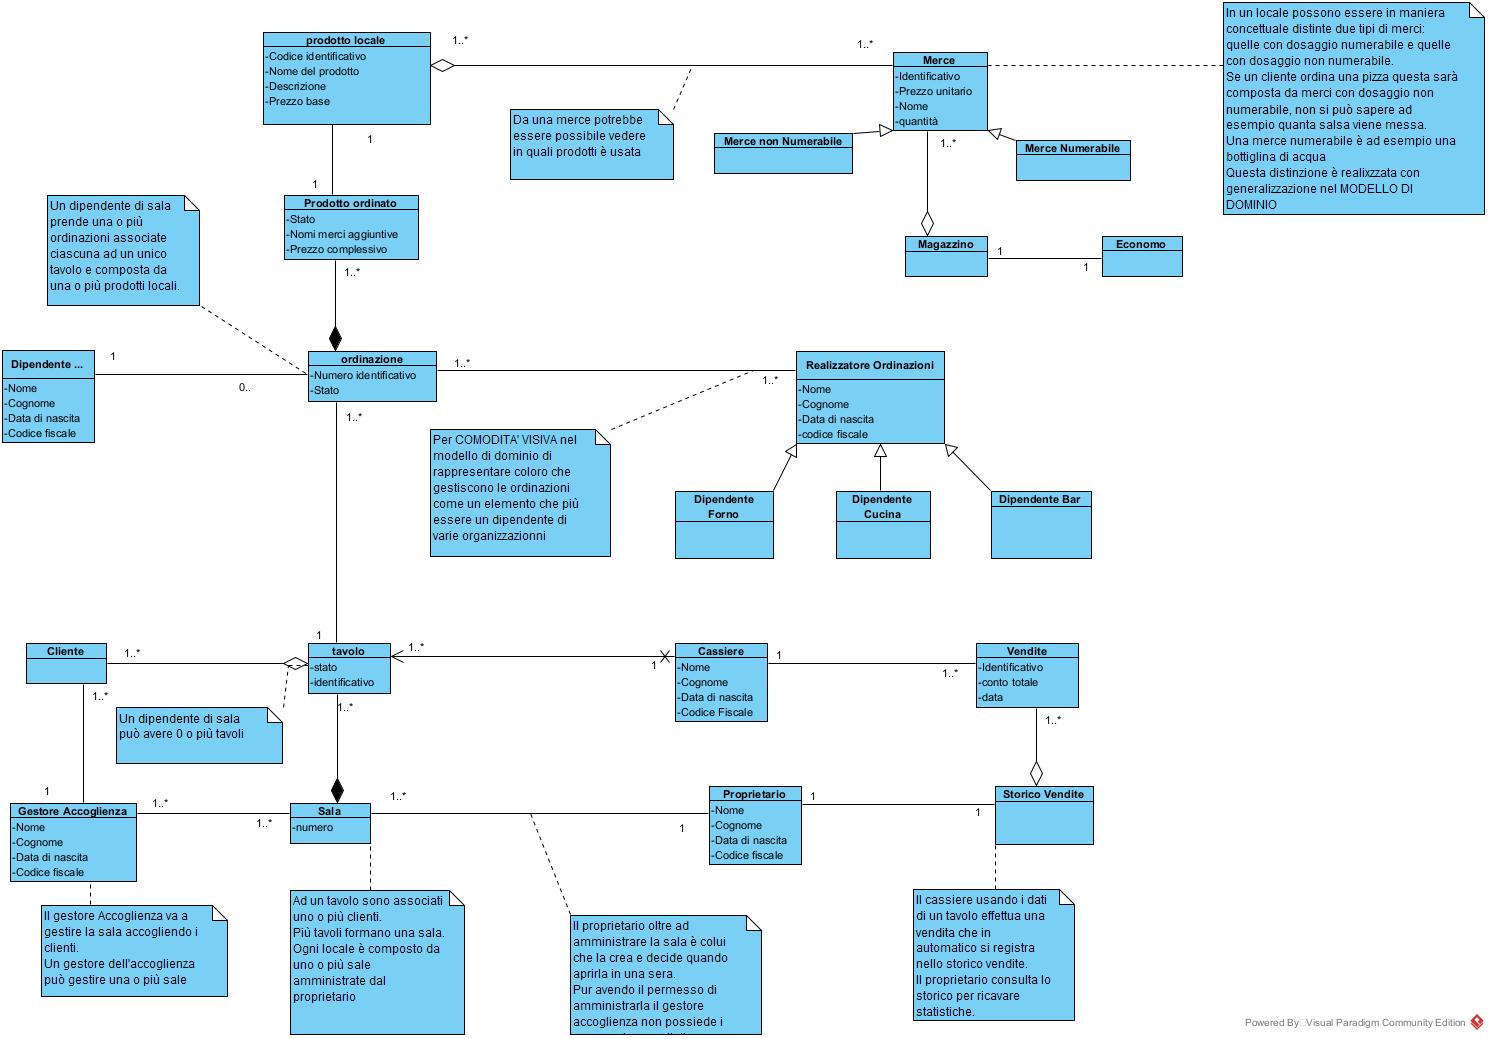 prodotto locale
-Codice identificativo
-Nome del prodotto
-Descrizione
-Prezzo base
1..*
1..*
Merce
-Identificativo
-Prezzo unitario
-Nome
-quantità
In un locale possono essere in maniera
concettuale distinte due tipi di merci:
quelle con dosaggio numerabile e quelle
con dosaggio non numerabile.
Se un cliente ordina una pizza questa sarà
composta da merci con dosaggio non
numerabile, non si può sapere ad
esempio quanta salsa viene messa.
Una merce numerabile è ad esempio una
bottiglina di acqua
Questa distinzione è realixzzata con
generalizzazione nel MODELLO DI
DOMINIO
Da una merce potrebbe
essere possibile vedere
in quali prodotti è usata
Merce non Numerabile
Merce Numerabile
1..*
1
1
Prodotto ordinato
-Stato
-Nomi merci aggiuntive
-Prezzo complessivo
1..*
Un dipendente di sala
prende una o più
ordinazioni associate
ciascuna ad un unico
tavolo e composta da
una o più prodotti locali.
Magazzino
1
1
Economo
Dipendente ...
-Nome
-Cognome
-Data di nascita
-Codice fiscale
1
0..
ordinazione
-Numero identificativo
-Stato
1..*
1..*
1..*
Realizzatore Ordinazioni
-Nome
-Cognome
-Data di nascita
-codice fiscale
Per COMODITA' VISIVA nel
modello di dominio di
rappresentare coloro che
gestiscono le ordinazioni
come un elemento che più
essere un dipendente di
varie organizzazionni
Dipendente
Forno
Dipendente
Cucina
Dipendente Bar
Cliente
1..*
1..*
1
tavolo
-stato
-identificativo
1..*
1..*
1
Cassiere
-Nome
-Cognome
-Data di nascita
-Codice Fiscale
1
1..*
Vendite
-Identificativo
-conto totale
-data
1..*
Un dipendente di sala
può avere 0 o più tavoli
1
Gestore Accoglienza
-Nome
-Cognome
-Data di nascita
-Codice fiscale
1..*
1..*
Sala
-numero
1..*
1
Proprietario
-Nome
-Cognome
-Data di nascita
-Codice fiscale
1
1
Storico Vendite
Il gestore Accoglienza va a
gestire la sala accogliendo i
clienti.
Un gestore dell'accoglienza
può gestire una o più sale
Ad un tavolo sono associati
uno o più clienti.
Più tavoli formano una sala.
Ogni locale è composto da
uno o più sale
amministrate dal
proprietario
Il proprietario oltre ad
amministrare la sala è colui
che la crea e decide quando
aprirla in una sera.
Pur avendo il permesso di
amministrarla il gestore
accoglienza non possiede i
Il cassiere usando i dati
di un tavolo effettua una
vendita che in
automatico si registra
nello storico vendite.
Il proprietario consulta lo
storico per ricavare
statistiche.
Powered By Visual Paradigm Community Edition